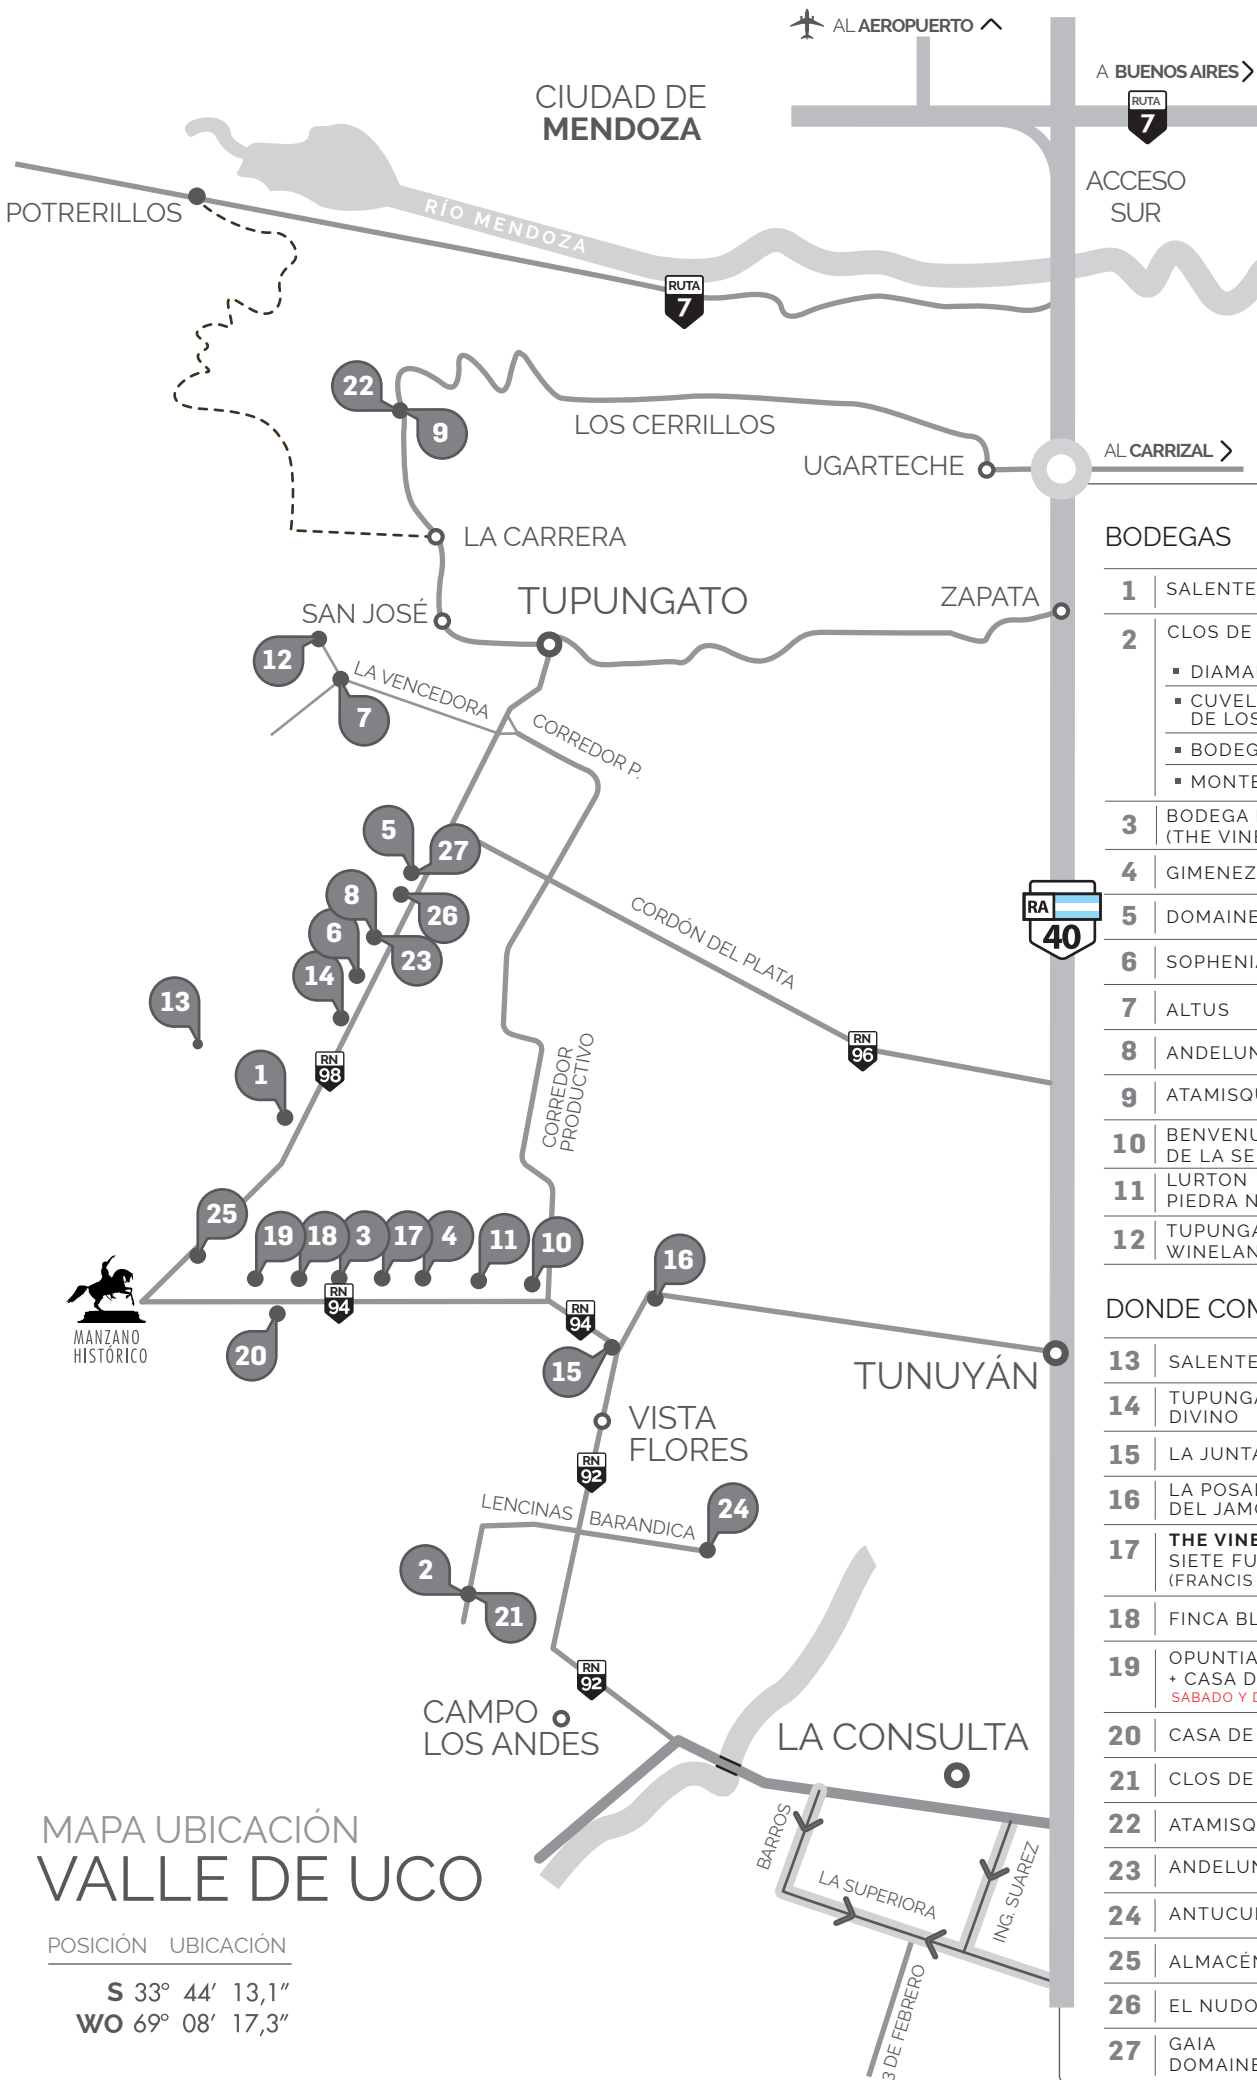 AL AEROPUERTO
A BUENOS AIRES
RUTA
7
CIUDAD DE
MENDOZA
ACCESO
SUR
POTRERILLOS
RÍO MENDOZA
RUTA
7
22
9
LOS CERRILLOS
UGARTECHE
AL CARRIZAL
LA CARRERA
SAN JOSÉ
TUPUNGATO
ZAPATA
12
7
LA VENCEDORA
CORREDOR P.
5
27
8
26
6
23
14
13
1
RN
98
CORDÓN DEL PLATA
RN
96
RA
40
CORREDOR
PRODUCTIVO
25
19
18
3
17
4
11
10
16
MANZANO
HISTÓRICO
RN
94
RN
94
20
15
TUNUYÁN
VISTA
FLORES
RN
92
LENCINAS BARANDICA
24
2
21
RN
92
CAMPO
LOS ANDES
LA CONSULTA
BARROS
LA SUPERIORA
ING. SUAREZ
3 DE FEBRERO
MAPA UBICACIÓN
VALLE DE UCO
POSICIÓN UBICACIÓN
S 33° 44′ 13,1″
WO 69° 08′ 17,3″
BODEGAS
1 SALENTE
2 CLOS DE
▪ DIAMA
▪ CUVEL
DE LOS
▪ BODEG
▪ MONTE
3 BODEGA
(THE VINE
4 GIMENEZ
5 DOMAINE
6 SOPHENIA
7 ALTUS
8 ANDELUN
9 ATAMISQU
10 BENVENU
DE LA SE
11 LURTON
PIEDRA N
12 TUPUNGA
WINELAN
DONDE COM
13 SALENTE
14 TUPUNGA
DIVINO
15 LA JUNTA
16 LA POSAD
DEL JAMO
17 THE VINE
SIETE FU
(FRANCIS
18 FINCA BL
19 OPUNTIA
+ CASA D
SABADO Y D
20 CASA DE
21 CLOS DE
22 ATAMISQ
23 ANDELUN
24 ANTUCUR
25 ALMACÉN
26 EL NUDO
27 GAIA
DOMAINE